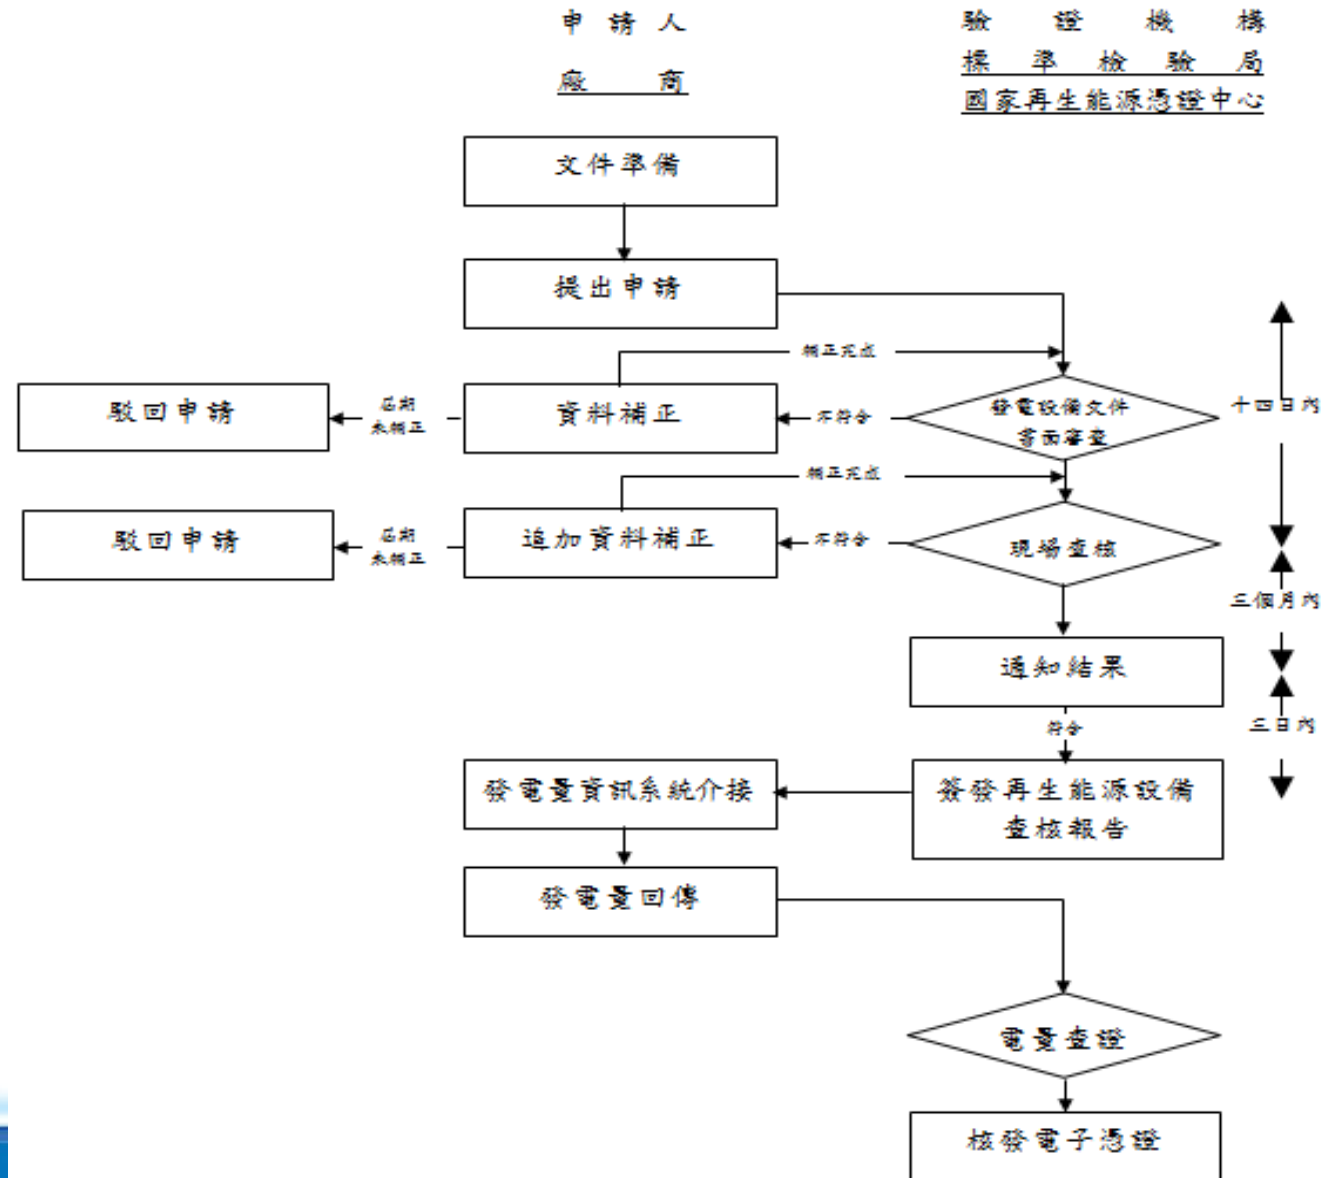 申請人
廠商
驗證機構
標準檢驗局
國家再生能源憑證中心
文件準備
提出申請
補正完成
駁回申請
屆期
未補正
資料補正
不符合
發電設備文件
書面審查
十四日內
補正完成
駁回申請
屆期
未補正
追加資料補正
不符合
現場查核
三個月內
通知結果
符合
三日內
發電量資訊系統介接
簽發再生能源設備
查核報告
發電量回傳
電量查證
核發電子憑證